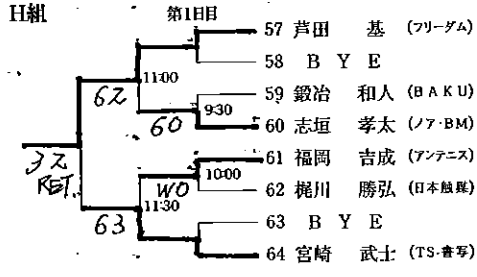 H組
第1日目
57 芦田 基 (フリーダム)
58 B Y E
11:00
62
59 鍛冶 和人 (BAKU)
9:30
60
60 志垣 孝太 (ノア・BM)
32
RET.
61 福岡 吉成 (アンテニス)
10:00
WO
62 梶川 勝弘 (日本触媒)
11:30
63
63 B Y E
64 宮崎 武士 (TS・書写)